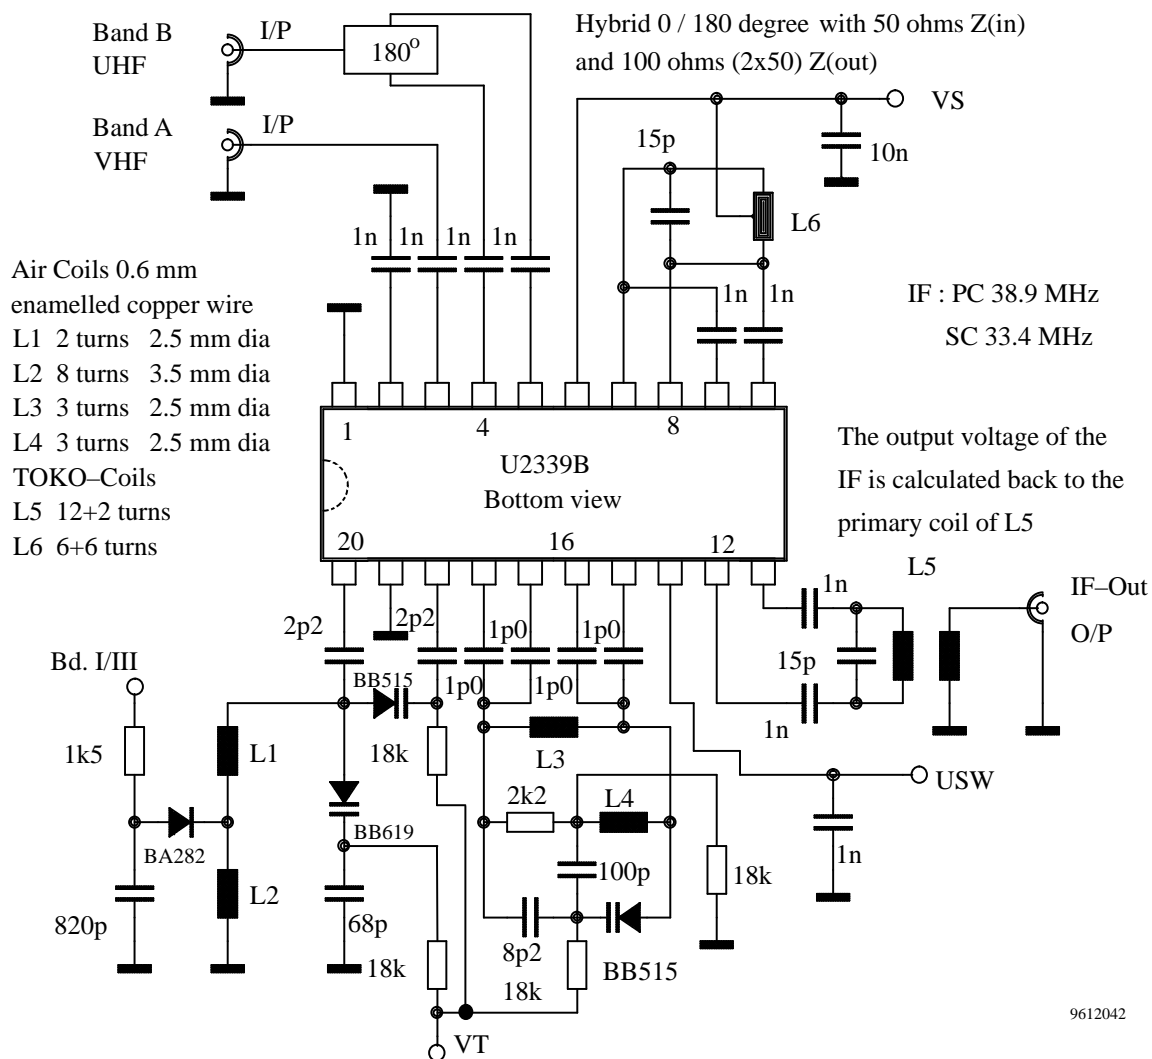 Band B
UHF
I/P
180°
Hybrid 0 / 180 degree with 50 ohms Z(in)
and 100 ohms (2x50) Z(out)
VS
Band A
VHF
I/P
15p
10n
L6
1n 1n 1n 1n
1n 1n
Air Coils 0.6 mm
enamelled copper wire
L1 2 turns 2.5 mm dia
L2 8 turns 3.5 mm dia
L3 3 turns 2.5 mm dia
L4 3 turns 2.5 mm dia
TOKO–Coils
L5 12+2 turns
L6 6+6 turns
IF : PC 38.9 MHz
SC 33.4 MHz
1 4 8
U2339B
Bottom view
20 16 12
The output voltage of the
IF is calculated back to the
primary coil of L5
L5
1n
IF–Out
O/P
15p
1n
2p2
2p2
1p0
1p0
1p0
1p0
Bd. I/III
BB515
1k5
L1
18k
L3
USW
2k2
L4
BA282
BB619
100p
18k
1n
820p
L2
68p
18k
8p2
18k
BB515
VT
9612042